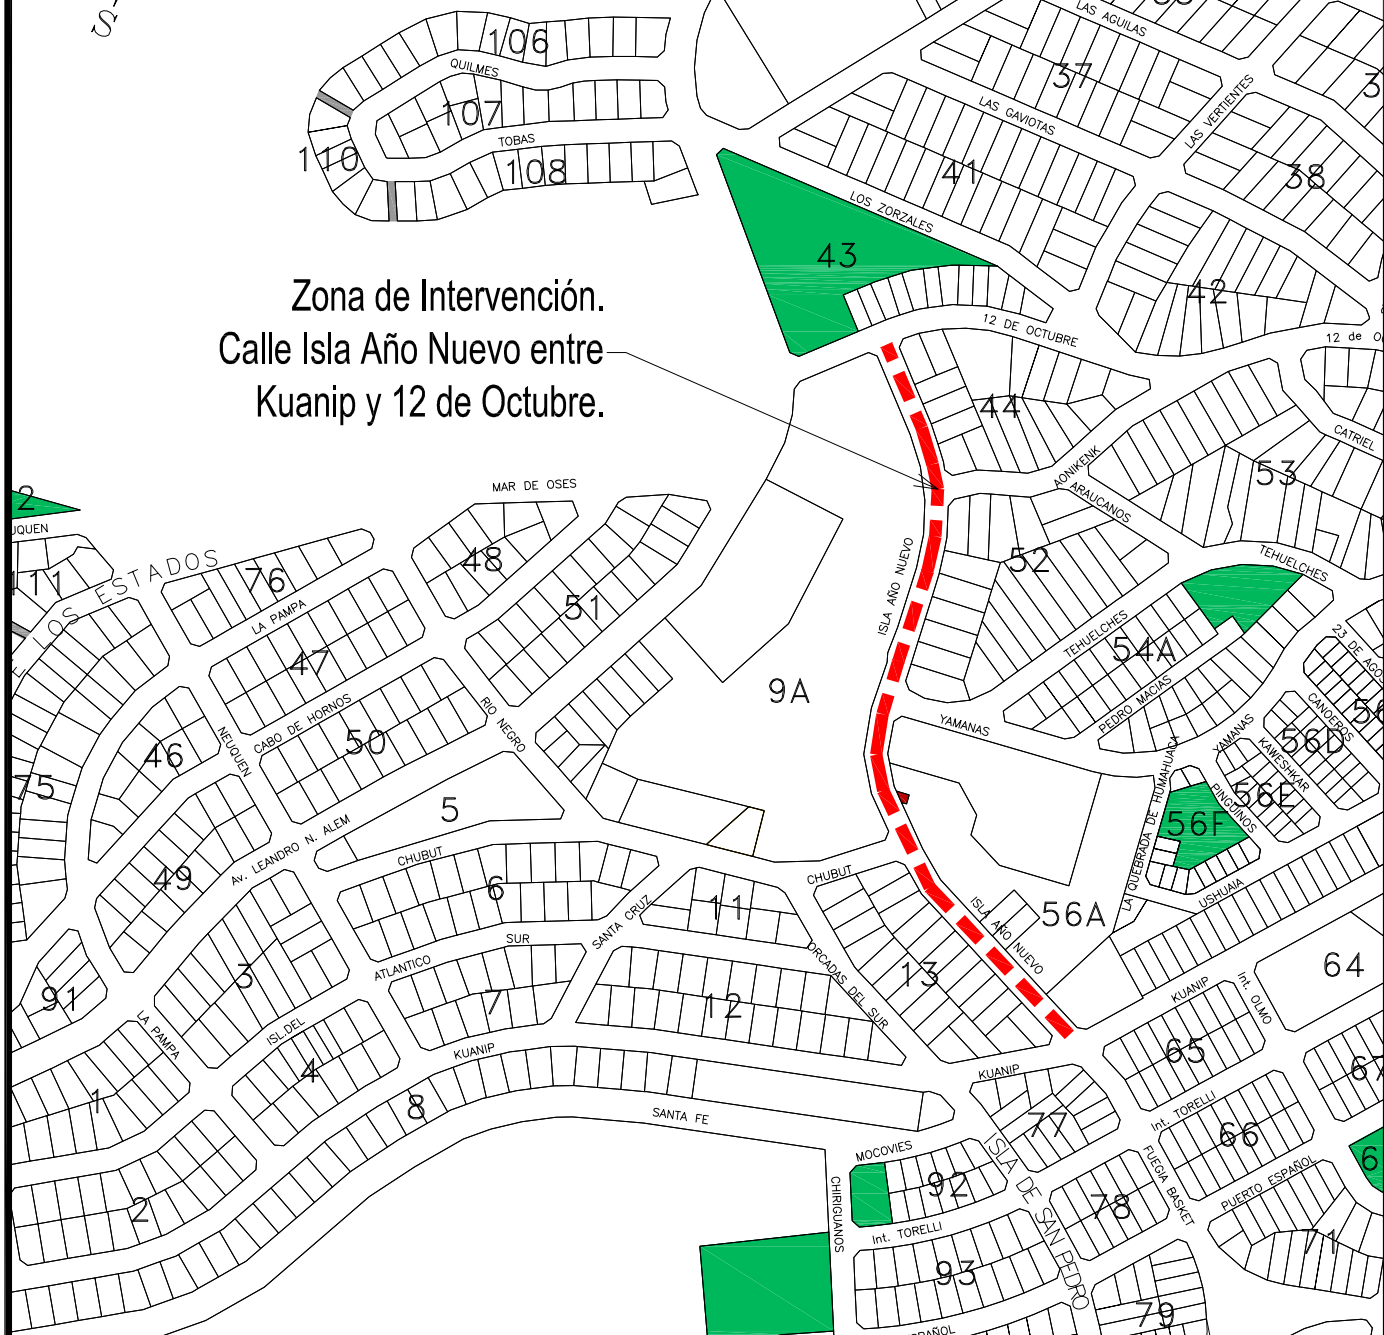 106
QUILMES
107
TOBAS
110
108
LAS AGUILAS
37
LAS GAVIOTAS
LAS VERTIENTES
41
38
LOS ZORZALES
43
42
Zona de Intervención.
Calle Isla Año Nuevo entre
Kuanip y 12 de Octubre.
12 DE OCTUBRE
44
CATRIEL
AONIKENK
53
ARAUCANOS
MAR DE OSES
48
ISLA AÑO NUEVO
52
TEHUELCHES
76
51
LA PAMPA
TEHUELCHES
54A
47
9A
PEDRO MACIAS
CANOEROS
RIO NEGRO
YAMANAS
CABO DE HORNOS
NEUQUEN
50
46
YAMANAS
56D
KAWESHKAR
75
5
56E
PINGUINOS
56F
LA QUEBRADA DE HUMAHUACA
Av. LEANDRO N. ALEM
CHUBUT
CHUBUT
49
6
USHUAIA
11
SANTA CRUZ
ISLA AÑO NUEVO
56A
SUR
ATLANTICO
3
ORCADAS DEL SUR
13
64
91
7
12
KUANIP
Int. OLMO
LA PAMPA
ISL.DEL
KUANIP
65
4
KUANIP
67
1
8
SANTA FE
Int. TORELLI
77
66
MOCOVIES
ISLA DE SAN PEDRO
FUEGIA BASKET
PUERTO ESPAÑOL
92
78
2
CHIRIGUANOS
Int. TORELLI
71
93
79